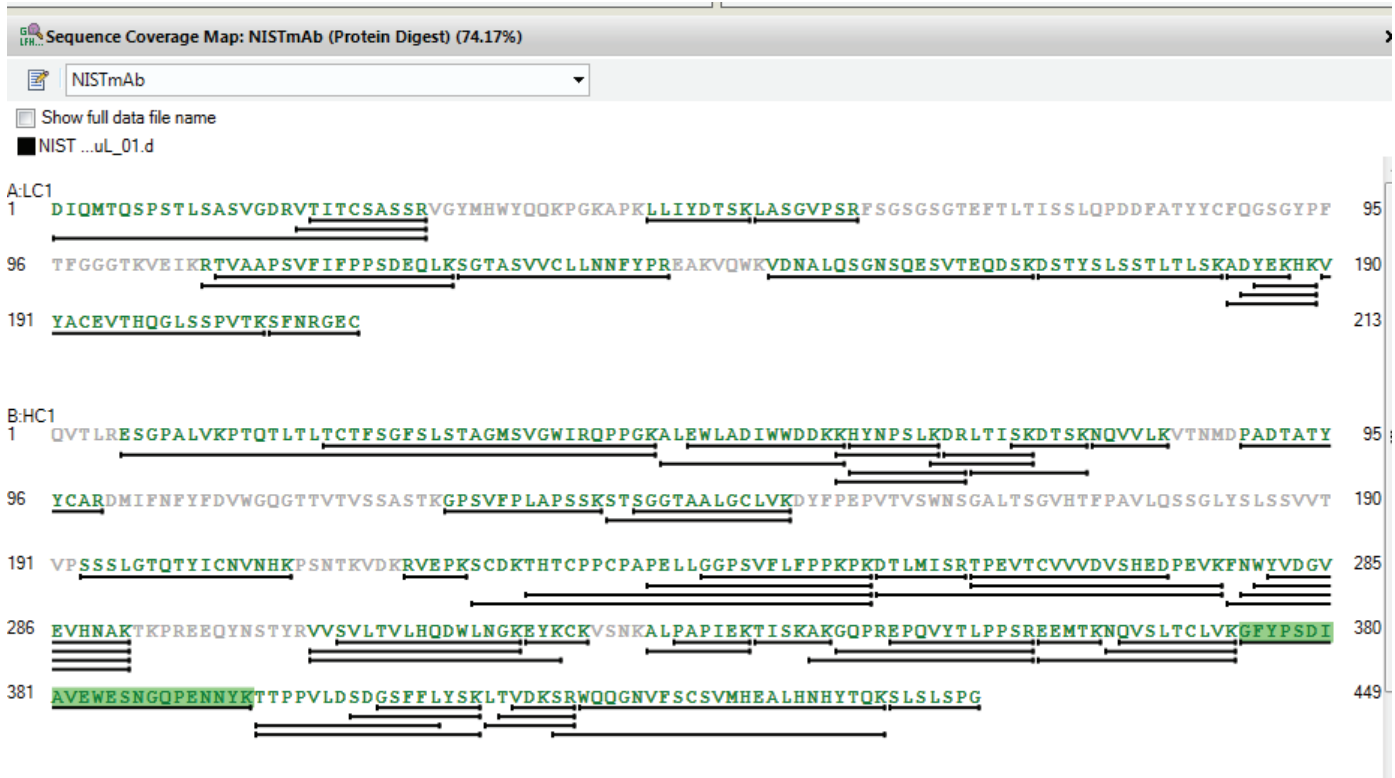 Sequence Coverage Map: NISTmAb (Protein Digest) (74.17%)
NISTmAb
Show full data file name
NIST ...uL_01.d
A:LC1
1 DIQMTQSPSTLSASVGDRVTITCSASSRVGYMHWYQQKPGKAPKLLIYDTSKLASGVPSRFSGSGSGTEFTLTISSLQPDDFATYYCFQGSGYPF 95
96 TFGGGTKVEIKRTVAAPSVFIFPPSDEQLKSGTASVVCLLNNFYPREAKVQWKVDNALQSGNSQESVTEQDSKDSTYSLSSTLTLSKADYEKHKV 190
191 YACEVTHQGLSSPVTKSFNRGEC 213
B:HC1
1 QVTLRESGPALVKPTQTLTLTCTFSGFSLSTAGMSVGWIRQPPGKALEWLADIWWDDKKHYNPSLKDRLTISKDTSKNQVVLKVTNMDPADTATY 95
96 YCARDMIFNFYFDVWGQGTTVTVSSASTKGPSVFPLAPSSKSTSGGTAALGCLVKDYFPEPVTVSWNSGALTSGVHTFPAVLQSSGLYSLSSVVT 190
191 VPSSSLGTQTYICNVNHKPSNTKVDKRVEPKSCDKTHTCPPCPAPELLGGPSVFLFPPKPKDTLMISRTPEVTCVVVDVSHEDPEVKFNWYVDGV 285
286 EVHNAKTKPREEQYNSTYRVVSVLTVLHQDWLNGKEYKCKVSNKALPAPIEKTISKAKGQPREPQVYTLPPSREEMTKNQVSLTCLVKGFYPSDI 380
381 AVEWESNGQPENNYKTTPPVLDSDGSFFLYSKLTVDKSRWQQGNVFSCSVMHEALHNHYTQKSLSLSPG 449